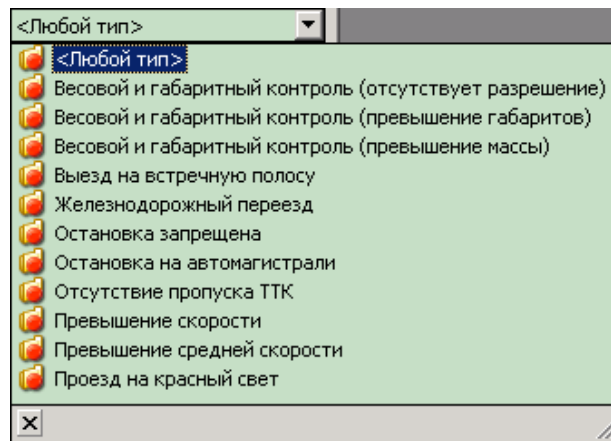 <Любой тип>
<Любой тип>
Весовой и габаритный контроль (отсутствует разрешение)
Весовой и габаритный контроль (превышение габаритов)
Весовой и габаритный контроль (превышение массы)
Выезд на встречную полосу
Железнодорожный переезд
Остановка запрещена
Остановка на автомагистрали
Отсутствие пропуска ТТК
Превышение скорости
Превышение средней скорости
Проезд на красный свет